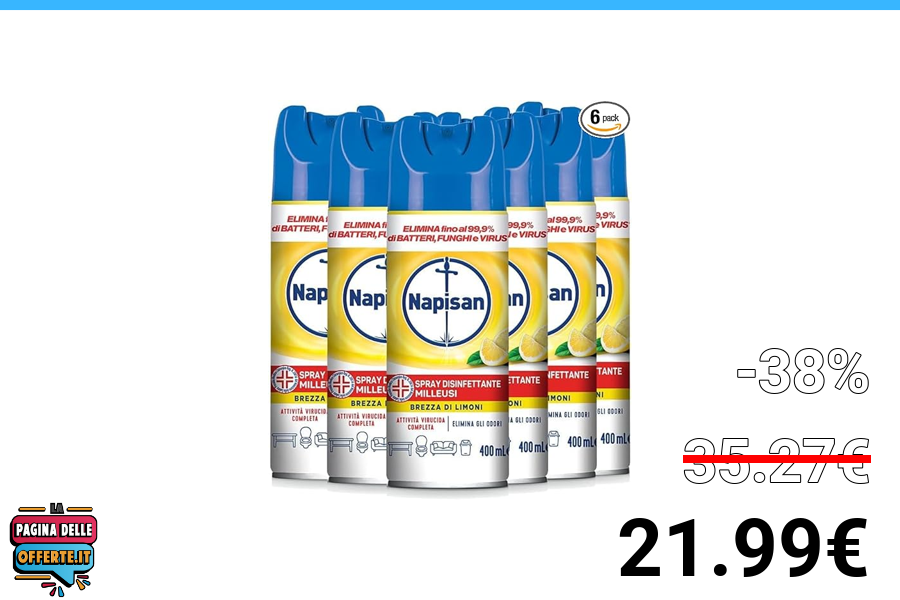 6 pack
ELIMINA fino al 99,9%
di BATTERI, FUNGHI e VIRUS
Napisan
SPRAY DISINFETTANTE
MILLEUSI
BREZZA DI LIMONI
ATTIVITÀ VIRUCIDA
COMPLETA
ELIMINA GLI ODORI
400 mL
-38%
35.27€
21.99€
LA
PAGINA DELLE
OFFERTE.IT